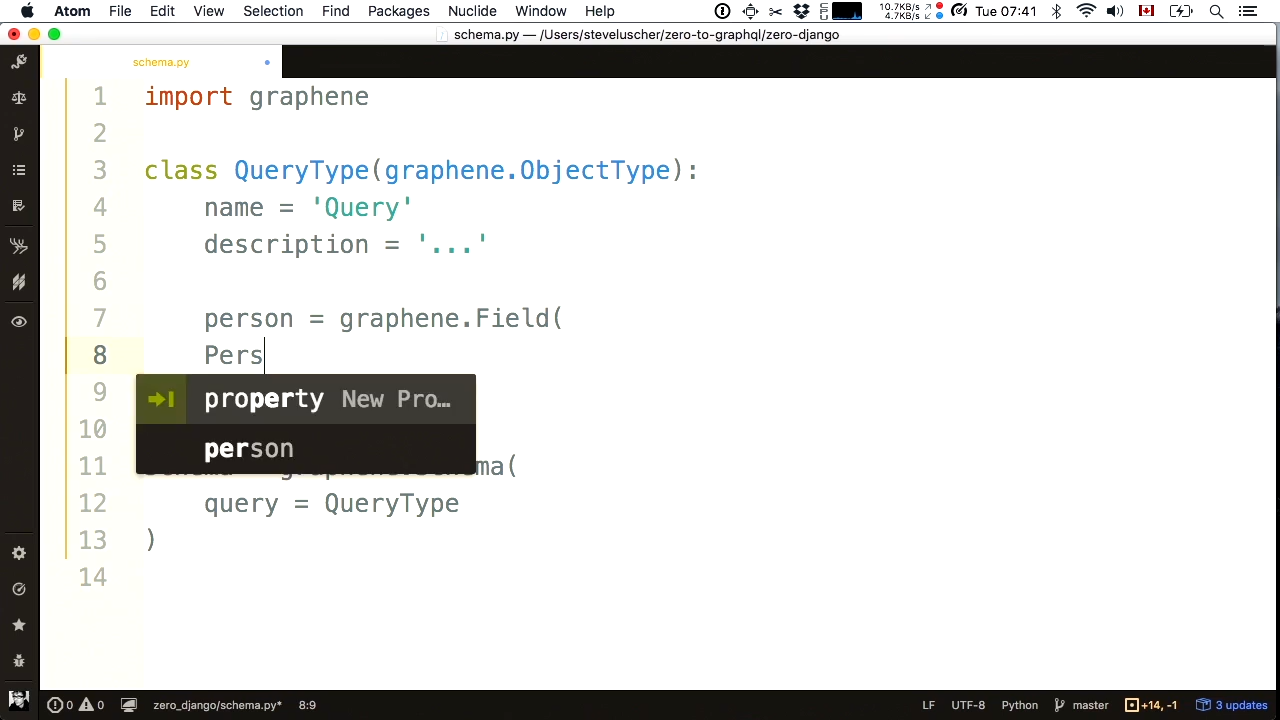 Atom File Edit View Selection Find Packages Nuclide Window Help 10.7KB/s 4.7KB/s Tue 07:41
schema.py — /Users/steveluscher/zero-to-graphql/zero-django
schema.py
1 import graphene
2
3 class QueryType(graphene.ObjectType):
4 name = 'Query'
5 description = '...'
6
7 person = graphene.Field(
8 Pers
9 property New Pro…
10 person
11 (
12 query = QueryType
13 )
14
0 0 zero_django/schema.py* 8:9 LF UTF-8 Python master +14, -1 3 updates